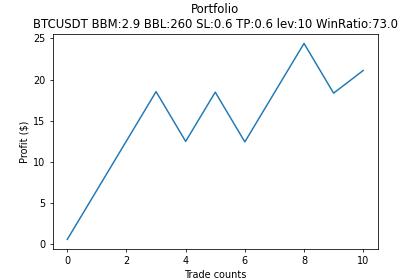 Portfolio
BTCUSDT BBM:2.9 BBL:260 SL:0.6 TP:0.6 lev:10 WinRatio:73.0
25
20
15
10
5
0
Profit ($)
0 2 4 6 8 10
Trade counts